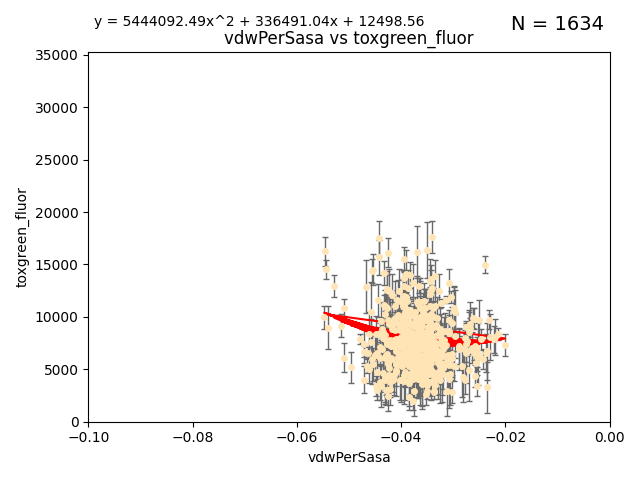 y = 5444092.49x^2 + 336491.04x + 12498.56
N = 1634
vdwPerSasa vs toxgreen_fluor
35000
30000
25000
20000
15000
10000
5000
0
toxgreen_fluor
−0.10
−0.08
−0.06
−0.04
−0.02
0.00
vdwPerSasa